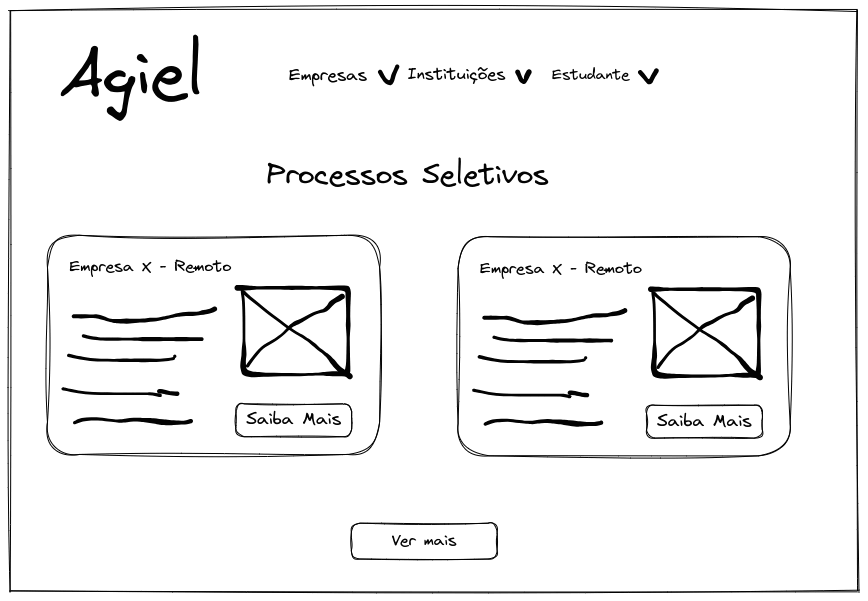 Agiel
Empresas Instituições Estudante
Processos Seletivos
Empresa X - Remoto
Saiba Mais
Empresa X - Remoto
Saiba Mais
Ver mais